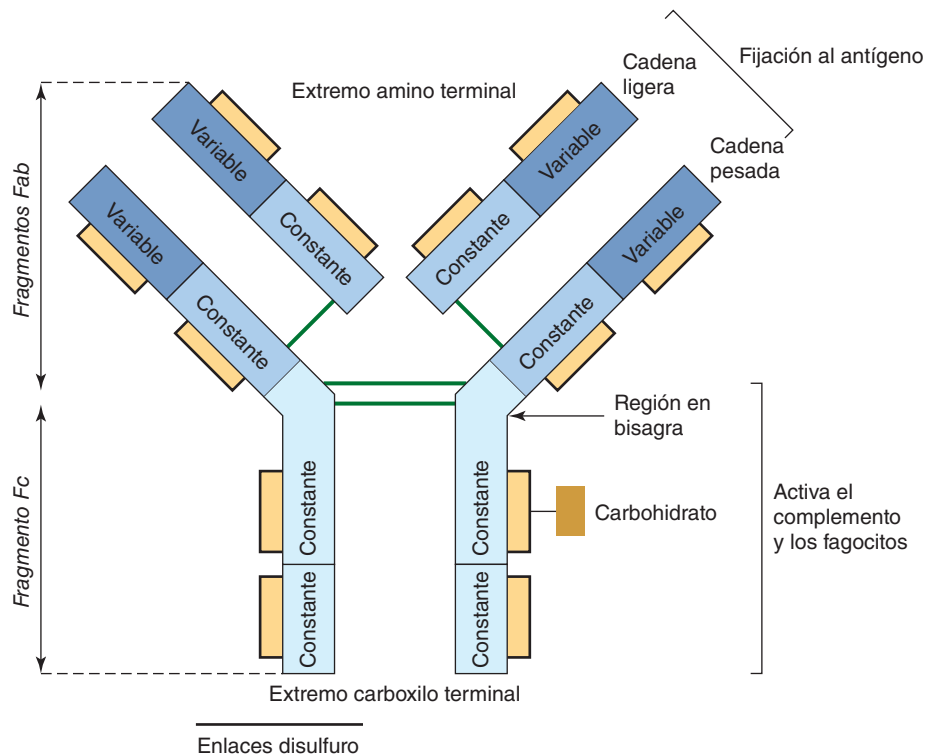 Cadena
ligera
Fijación al antígeno
Extremo amino terminal
Cadena
pesada
Fragmentos Fab
Variable
Constante
Variable
Constante
Variable
Constante
Variable
Constante
Región en
bisagra
Fragmento Fc
Constante
Constante
Constante
Constante
Carbohidrato
Activa el
complemento
y los fagocitos
Extremo carboxilo terminal
Enlaces disulfuro